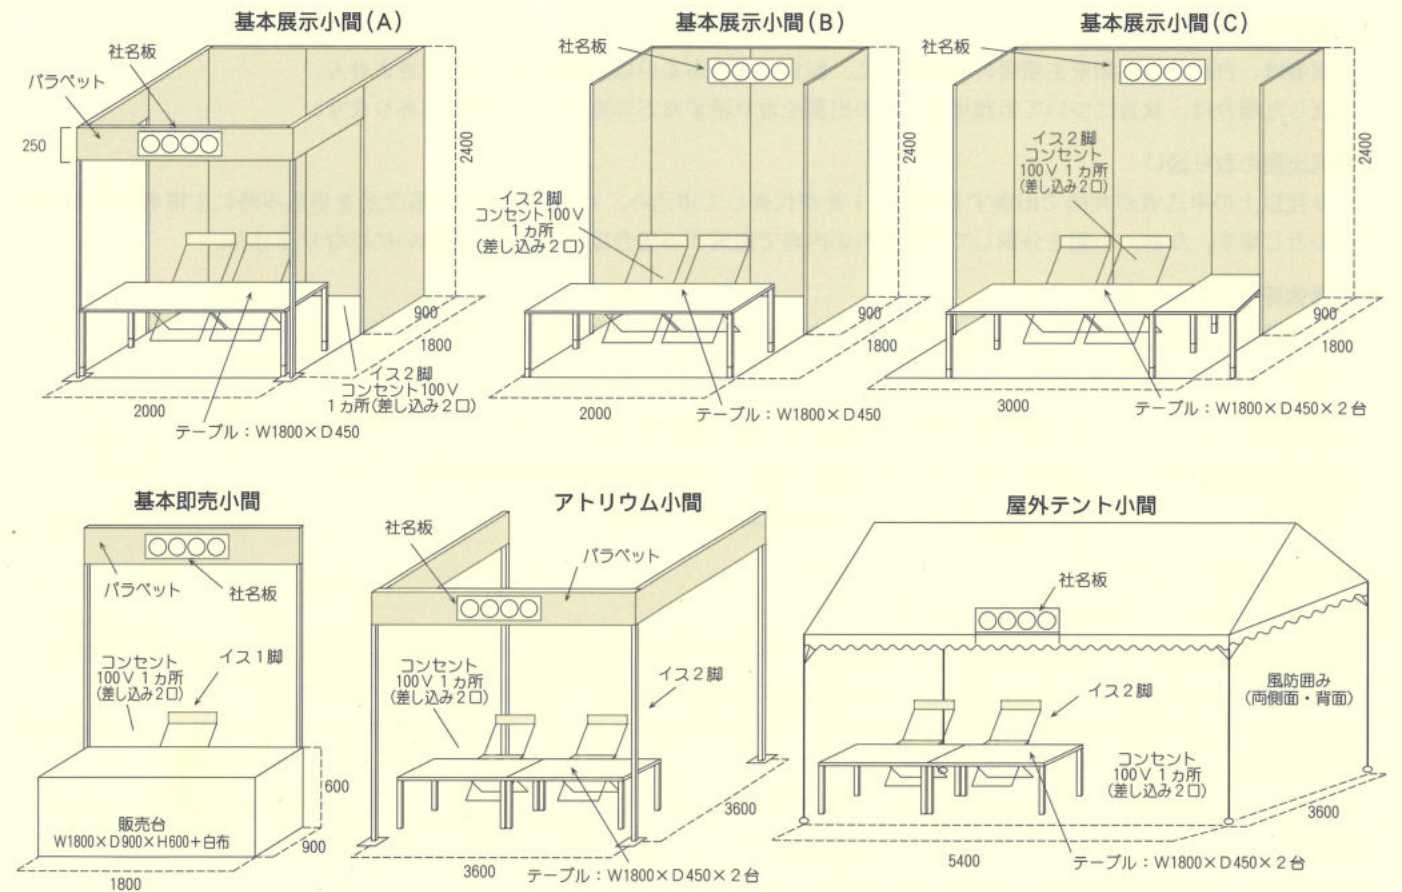 基本展示小間(A)
社名板
パラペット
250
2400
900
1800
2000
イス2脚
コンセント100V
1ヵ所(差し込み2口)
テーブル：W1800×D450
基本展示小間(B)
社名板
2400
イス2脚
コンセント100V
1ヵ所
(差し込み2口)
900
1800
2000
テーブル：W1800×D450
基本展示小間(C)
社名板
2400
イス2脚
コンセント
100V 1ヵ所
(差し込み2口)
900
1800
3000
テーブル：W1800×D450×2台
基本即売小間
○○○○
パラペット
社名板
コンセント
100V 1ヵ所
(差し込み2口)
イス1脚
600
販売台
W1800×D900×H600+白布
900
1800
アトリウム小間
社名板
パラペット
コンセント
100V 1ヵ所
(差し込み2口)
イス2脚
3600
3600
テーブル：W1800×D450×2台
屋外テント小間
社名板
イス2脚
風防囲み
(両側面・背面)
コンセント
100V 1ヵ所
(差し込み2口)
3600
5400
テーブル：W1800×D450×2台